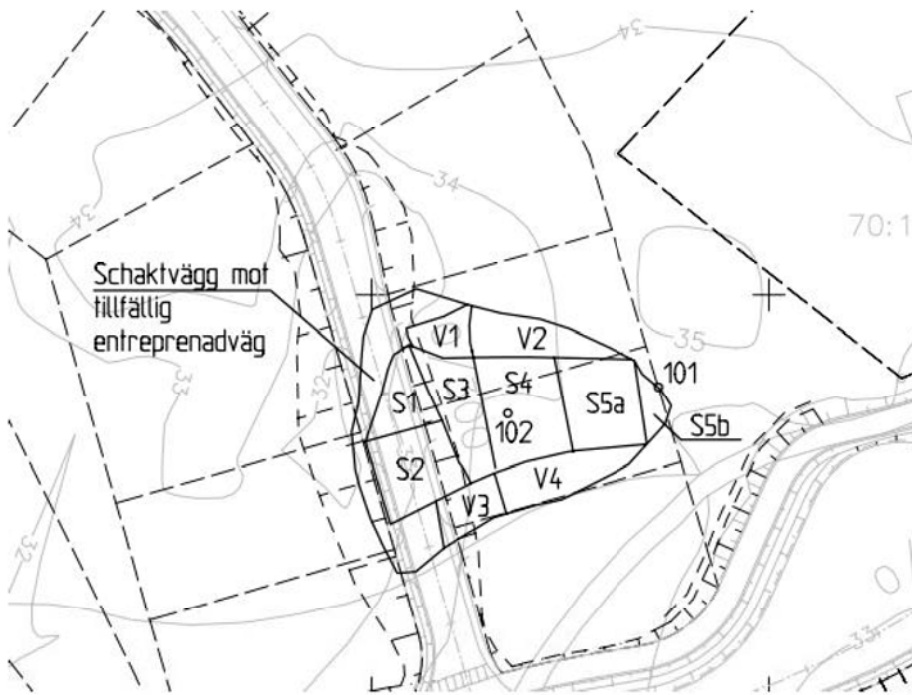 34
34
34
70:1
Schaktvägg mot
tillfällig
entreprenadväg
V1
V2
35
33
32
101
S1
S3
S4
S5a
102
S5b
S2
V4
V3
32
33